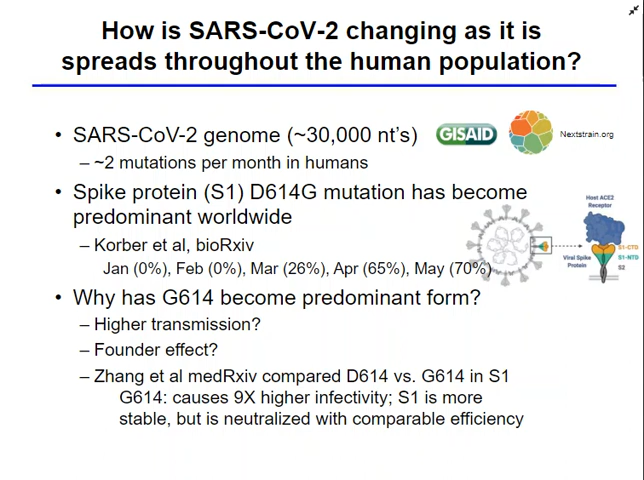 How is SARS-CoV-2 changing as it is
spreads throughout the human population?
• SARS-CoV-2 genome (~30,000 nt's)
GISAID
Nextstrain.org
– ~2 mutations per month in humans
• Spike protein (S1) D614G mutation has become
predominant worldwide
– Korber et al, bioRxiv
Jan (0%), Feb (0%), Mar (26%), Apr (65%), May (70%)
Host ACE2
Receptor
Viral Spike
Protein
S1-CTD
S1-NTD
S2
• Why has G614 become predominant form?
– Higher transmission?
– Founder effect?
– Zhang et al medRxiv compared D614 vs. G614 in S1
G614: causes 9X higher infectivity; S1 is more
stable, but is neutralized with comparable efficiency